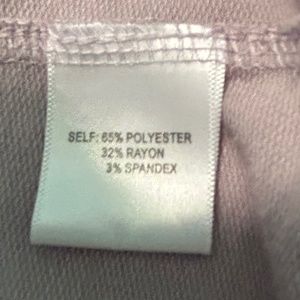 SELF: 65% POLYESTER
32% RAYON
3% SPANDEX